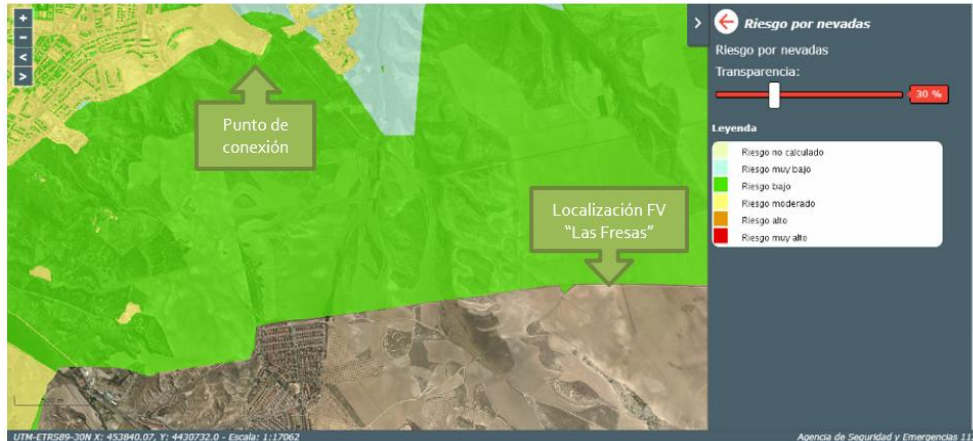 +
−
<
>
Punto de
conexión
Localización FV
"Las Fresas"
>
Riesgo por nevadas
Riesgo por nevadas
Transparencia:
30 %
Leyenda
Riesgo no calculado
Riesgo muy bajo
Riesgo bajo
Riesgo moderado
Riesgo alto
Riesgo muy alto
UTM-ETRS89-30N X: 453840.07, Y: 4430732.0 - Escala: 1:17062
Agencia de Seguridad y Emergencias 11